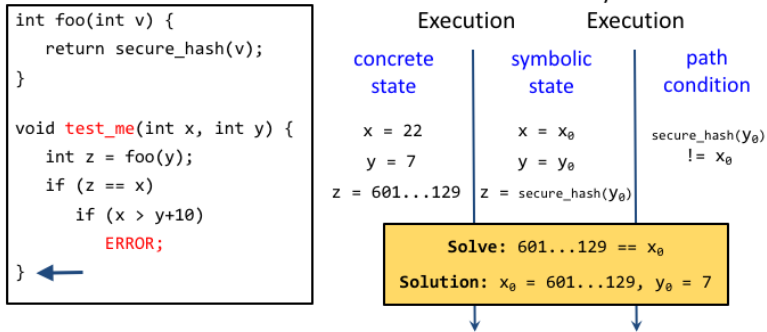 int foo(int v) {
return secure_hash(v);
}
void test_me(int x, int y) {
int z = foo(y);
if (z == x)
if (x > y+10)
ERROR;
}
Execution Execution
concrete state
symbolic state
path condition
x = 22
y = 7
z = 601...129
x = x₀
y = y₀
z = secure_hash(y₀)
secure_hash(y₀)
!= x₀
Solve: 601...129 == x₀
Solution: x₀ = 601...129, y₀ = 7